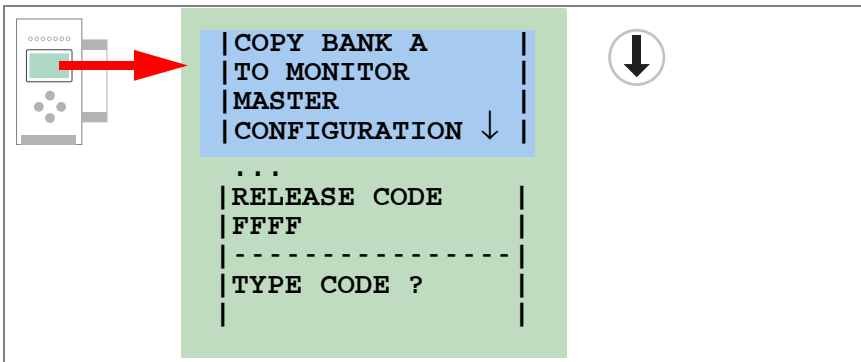 |COPY BANK A |
|TO MONITOR |
|MASTER |
|CONFIGURATION ↓ |
...
|RELEASE CODE |
|FFFF |
|----------------|
|TYPE CODE ? |
| |